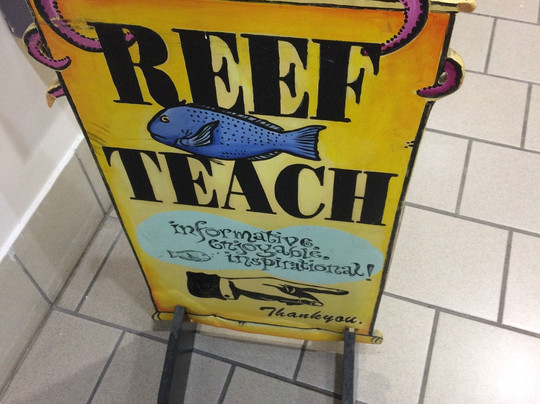 REEF
TEACH
informative,
enjoyable,
inspirational!
Thankyou.